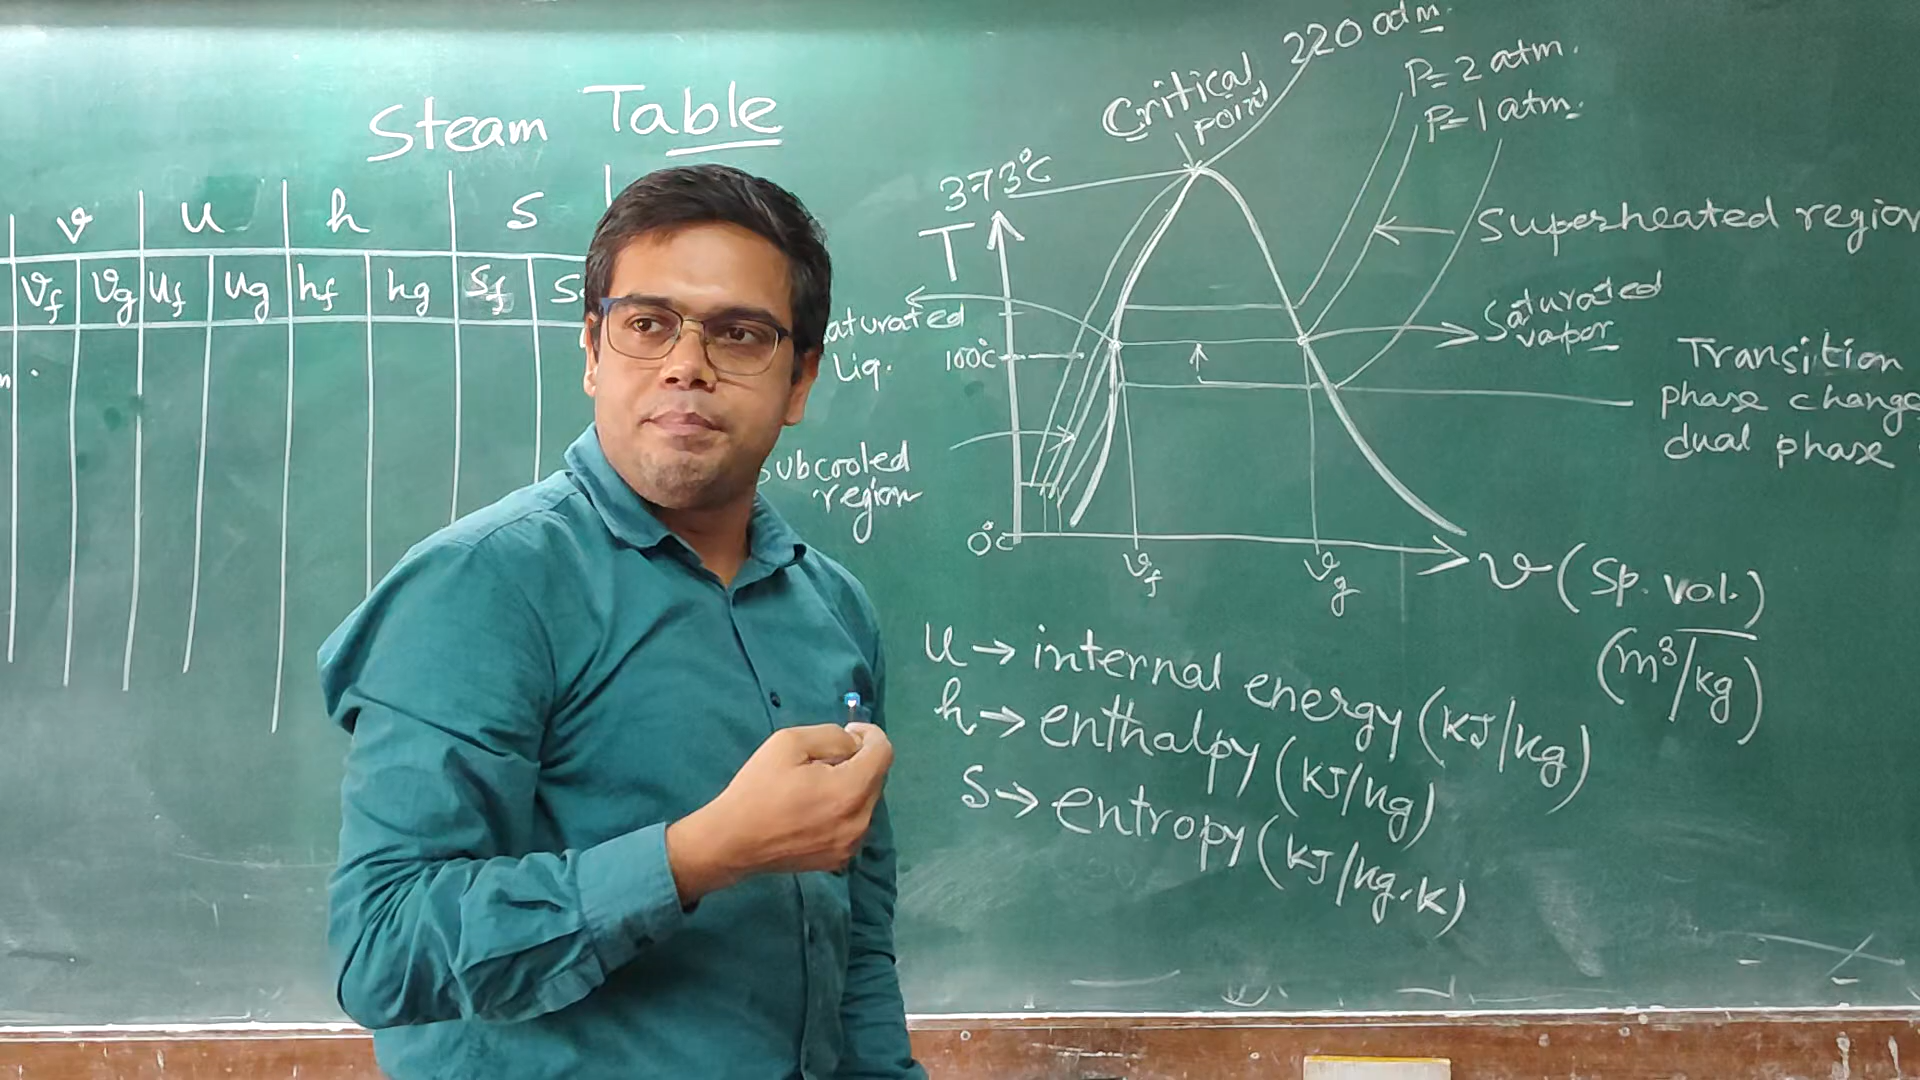 Steam Table
v u h s
vf vg uf ug hf hg sf s
Critical point
220 atm.
P=2 atm.
P=1 atm.
373°C
T
Superheated region
aturated
Liq.
100°C
Saturated vapor
Transition
phase change
dual phase
ubcooled
region
0°C
vf
vg
v (Sp. vol.)
(m³/kg)
u → internal energy (KJ/kg)
h → enthalpy (KJ/kg)
s → entropy (KJ/kg.K)